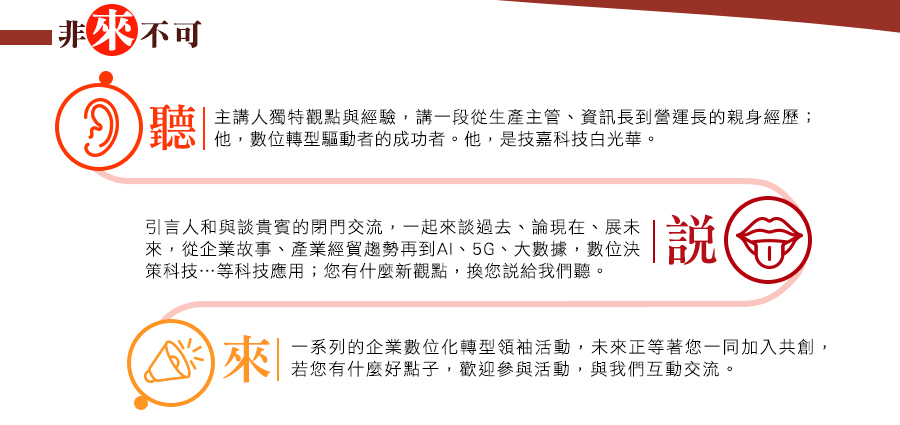 非來不可
聽
主講人獨特觀點與經驗，講一段從生產主管、資訊長到營運長的親身經歷；
他，數位轉型驅動者的成功者。他，是技嘉科技白光華。
引言人和與談貴賓的閉門交流，一起來談過去、論現在、展未
來，從企業故事、產業經貿趨勢再到AI、5G、大數據，數位決
策科技…等科技應用；您有什麼新觀點，換您説給我們聽。
説
來
一系列的企業數位化轉型領袖活動，未來正等著您一同加入共創，
若您有什麼好點子，歡迎參與活動，與我們互動交流。